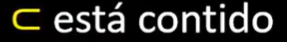 ⊂ está contido